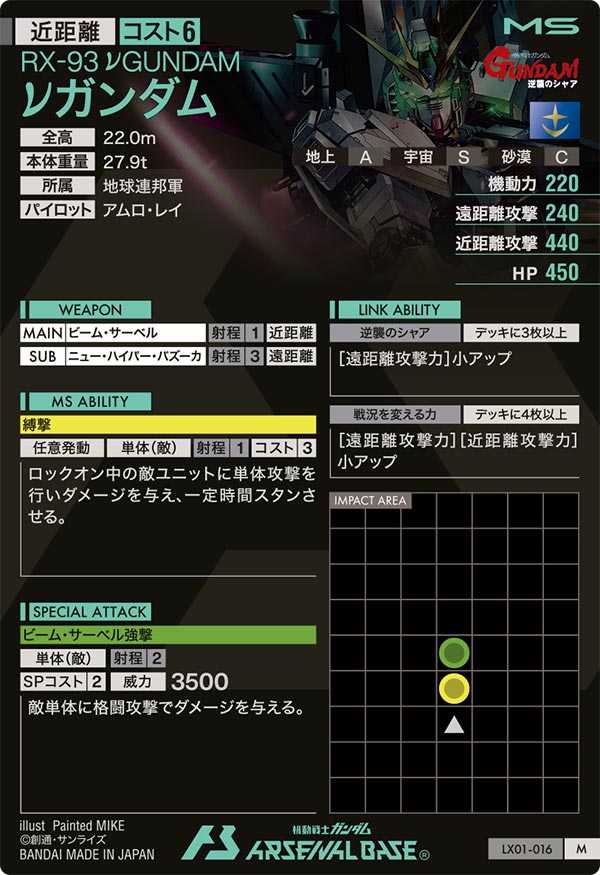 近距離 コスト6 MS
RX-93 νGUNDAM
νガンダム
GUNDAM
逆襲のシャア
全高 22.0m
本体重量 27.9t
所属 地球連邦軍
パイロット アムロ・レイ
地上 A 宇宙 S 砂漠 C
機動力 220
遠距離攻撃 240
近距離攻撃 440
HP 450
WEAPON
MAIN ビーム・サーベル 射程 1 近距離
SUB ニュー・ハイパー・バズーカ 射程 3 遠距離
MS ABILITY
縛撃
任意発動 単体(敵) 射程 1 コスト 3
ロックオン中の敵ユニットに単体攻撃を
行いダメージを与え、一定時間スタンさ
せる。
SPECIAL ATTACK
ビーム・サーベル強撃
単体(敵) 射程 2
SPコスト 2 威力 3500
敵単体に格闘攻撃でダメージを与える。
LINK ABILITY
逆襲のシャア デッキに3枚以上
[遠距離攻撃力]小アップ
戦況を変える力 デッキに4枚以上
[遠距離攻撃力][近距離攻撃力]
小アップ
IMPACT AREA
illust Painted MIKE
©創通・サンライズ
BANDAI MADE IN JAPAN
機動戦士ガンダム
ARSENAL BASE®
LX01-016 M